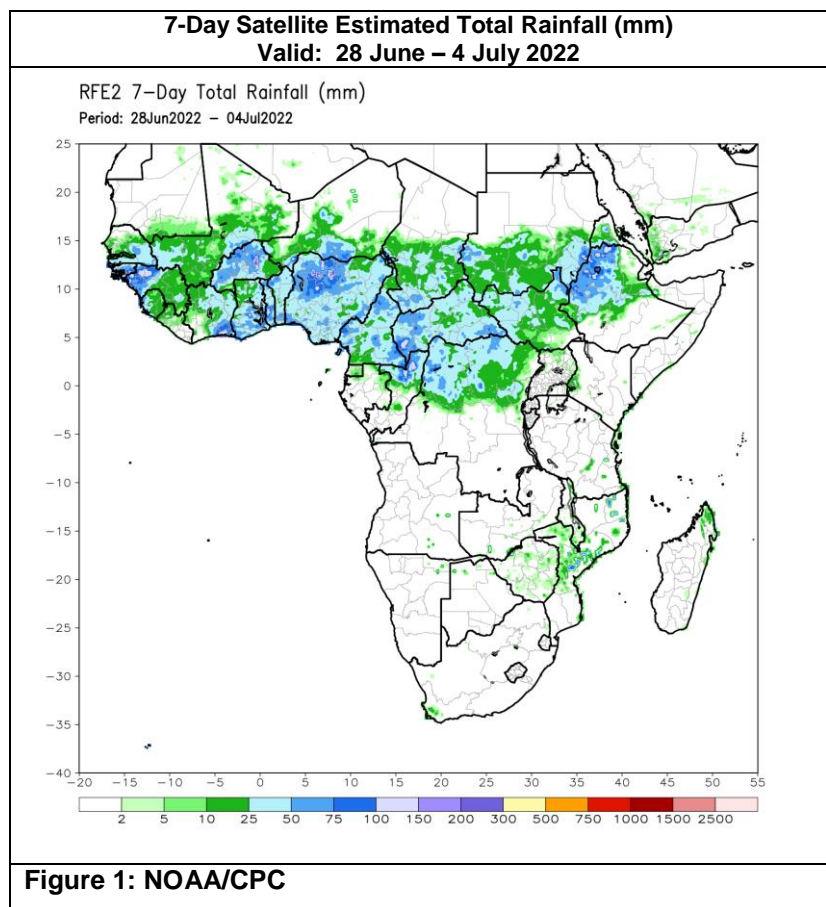 7-Day Satellite Estimated Total Rainfall (mm)
Valid: 28 June – 4 July 2022
RFE2 7-Day Total Rainfall (mm)
Period: 28Jun2022 – 04Jul2022
25
20
15
10
5
0
-5
-10
-15
-20
-25
-30
-35
-40
0.00
-20 -15 -10 -5 0 5 10 15 20 25 30 35 40 45 50 55
2 5 10 25 50 75 100 150 200 300 500 750 1000 1500 2500
Figure 1: NOAA/CPC